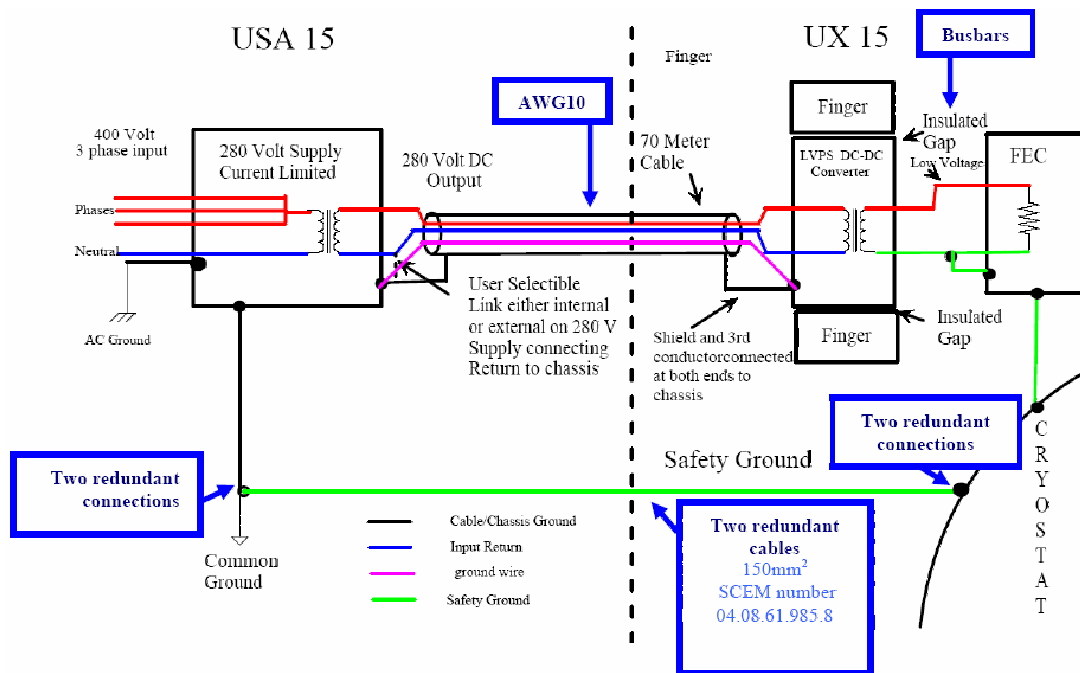 USA 15
UX 15
Busbars
Finger
AWG10
Finger
400 Volt
3 phase input
280 Volt Supply
Current Limited
280 Volt DC
Output
70 Meter
Cable
LVPS DC-DC
Converter
Insulated
Gap
Low Voltage
FEC
Phases
Neutral
AC Ground
User Selectible
Link either internal
or external on 280 V
Supply connecting
Return to chassis
Shield and 3rd
conductorconnected
at both ends to
chassis
Finger
Insulated
Gap
Two redundant
connections
Safety Ground
Two redundant
connections
C
R
Y
O
S
T
A
T
Common
Ground
Cable/Chassis Ground
Input Return
ground wire
Safety Ground
Two redundant
cables
150mm²
SCEM number
04.08.61.985.8